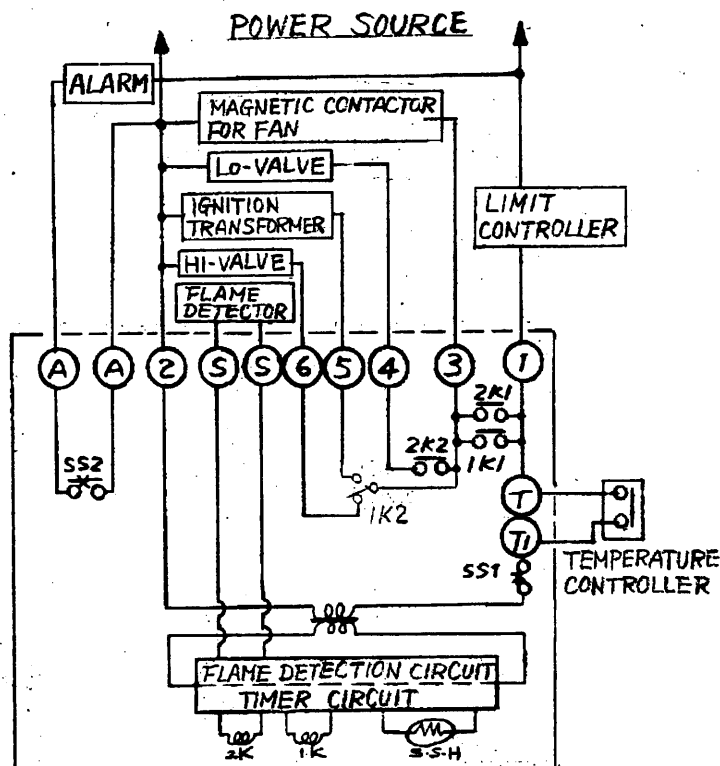 POWER SOURCE
ALARM
MAGNETIC CONTACTOR
FOR FAN
Lo-VALVE
IGNITION
TRANSFORMER
LIMIT
CONTROLLER
HI-VALVE
FLAME
DETECTOR
A A 2 S S 6 5 4 3 1
2K1
2K2
1K1
SS2
1K2
T
T1
TEMPERATURE
CONTROLLER
SS1
FLAME DETECTION CIRCUIT
TIMER CIRCUIT
2K 1K S-S-H